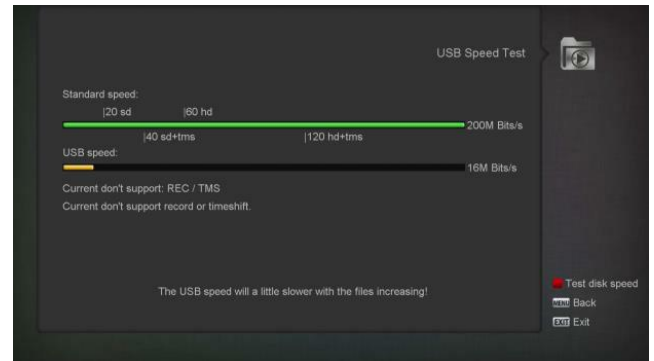 USB Speed Test
Standard speed:
|20 sd |60 hd
200M Bits/s
|40 sd+tms |120 hd+tms
USB speed:
16M Bits/s
Current don't support: REC / TMS
Current don't support record or timeshift.
The USB speed will a little slower with the files increasing!
Test disk speed
MENU Back
EXIT Exit